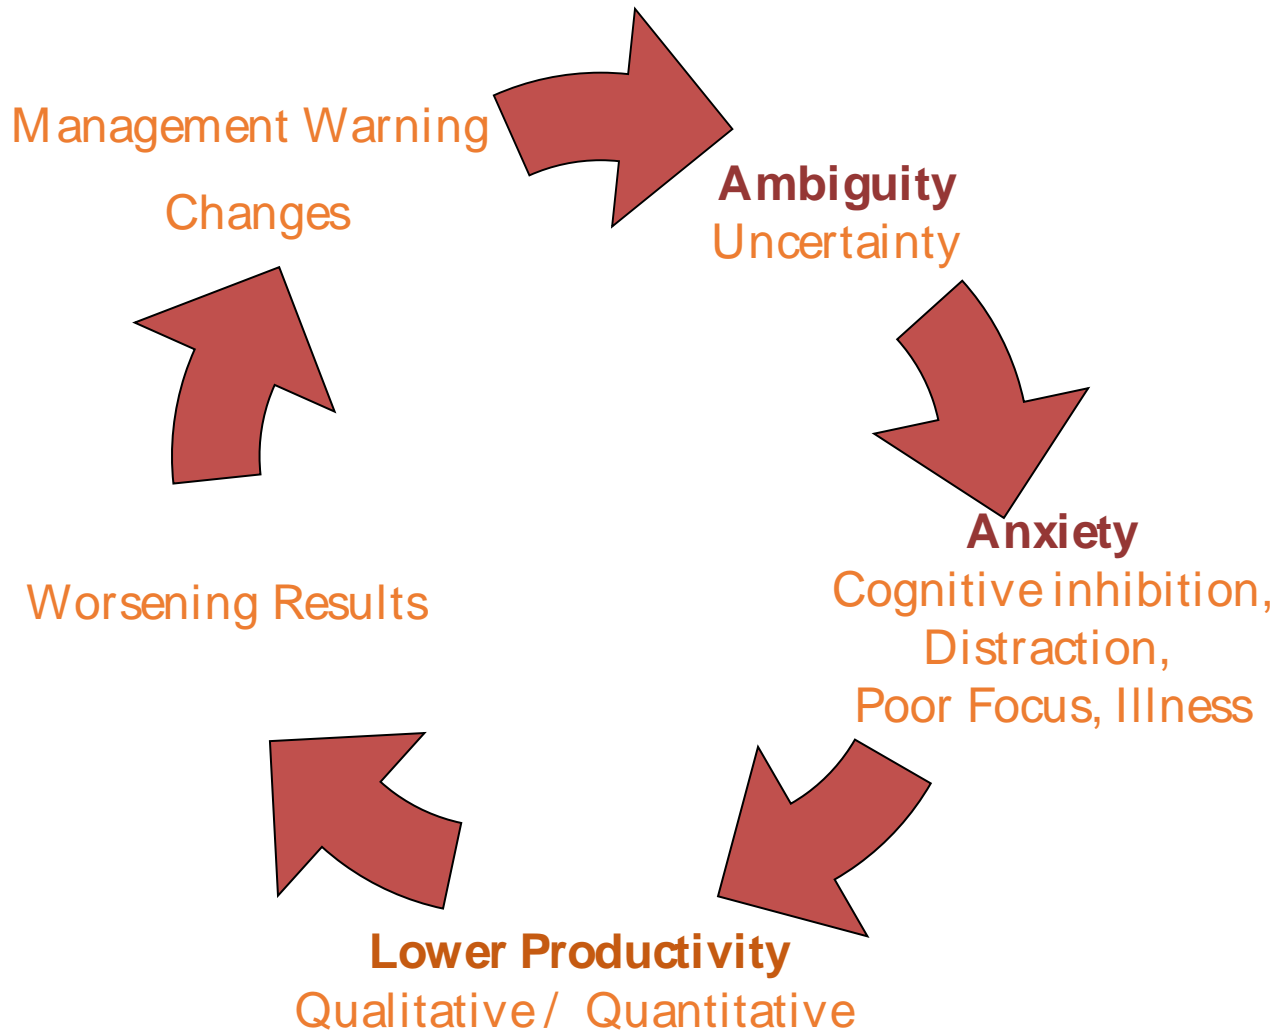 Management Warning
Changes
Ambiguity
Uncertainty
Anxiety
Cognitive inhibition,
Distraction,
Poor Focus, Illness
Lower Productivity
Qualitative / Quantitative
Worsening Results